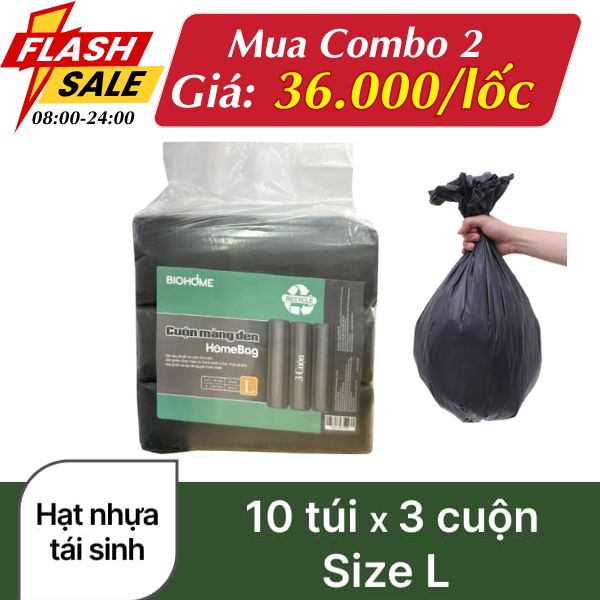 FLASH
SALE
08:00-24:00
Mua Combo 2
Giá: 36.000/lốc
BIOHOME
RECYCLE
Cuộn màng đen
HomeBag
3 Cuộn
L
Hạt nhựa
tái sinh
10 túi x 3 cuộn
Size L